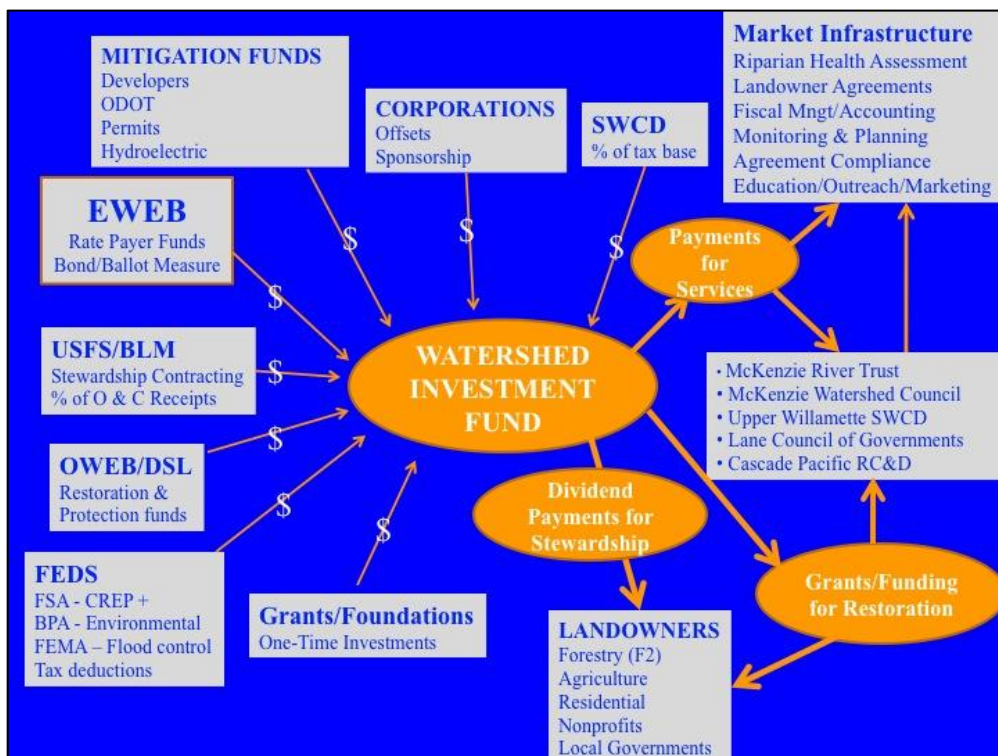 MITIGATION FUNDS
Developers
ODOT
Permits
Hydroelectric
CORPORATIONS
Offsets
Sponsorship
SWCD
% of tax base
Market Infrastructure
Riparian Health Assessment
Landowner Agreements
Fiscal Mngt/Accounting
Monitoring & Planning
Agreement Compliance
Education/Outreach/Marketing
EWEB
Rate Payer Funds
Bond/Ballot Measure
$
$
$
$
Payments
for
Services
USFS/BLM
Stewardship Contracting
% of O & C Receipts
$
WATERSHED
INVESTMENT
FUND
• McKenzie River Trust
• McKenzie Watershed Council
• Upper Willamette SWCD
• Lane Council of Governments
• Cascade Pacific RC&D
OWEB/DSL
Restoration &
Protection funds
$
$
$
Dividend
Payments for
Stewardship
FEDS
FSA - CREP +
BPA - Environmental
FEMA – Flood control
Tax deductions
Grants/Foundations
One-Time Investments
Grants/Funding
for Restoration
LANDOWNERS
Forestry (F2)
Agriculture
Residential
Nonprofits
Local Governments